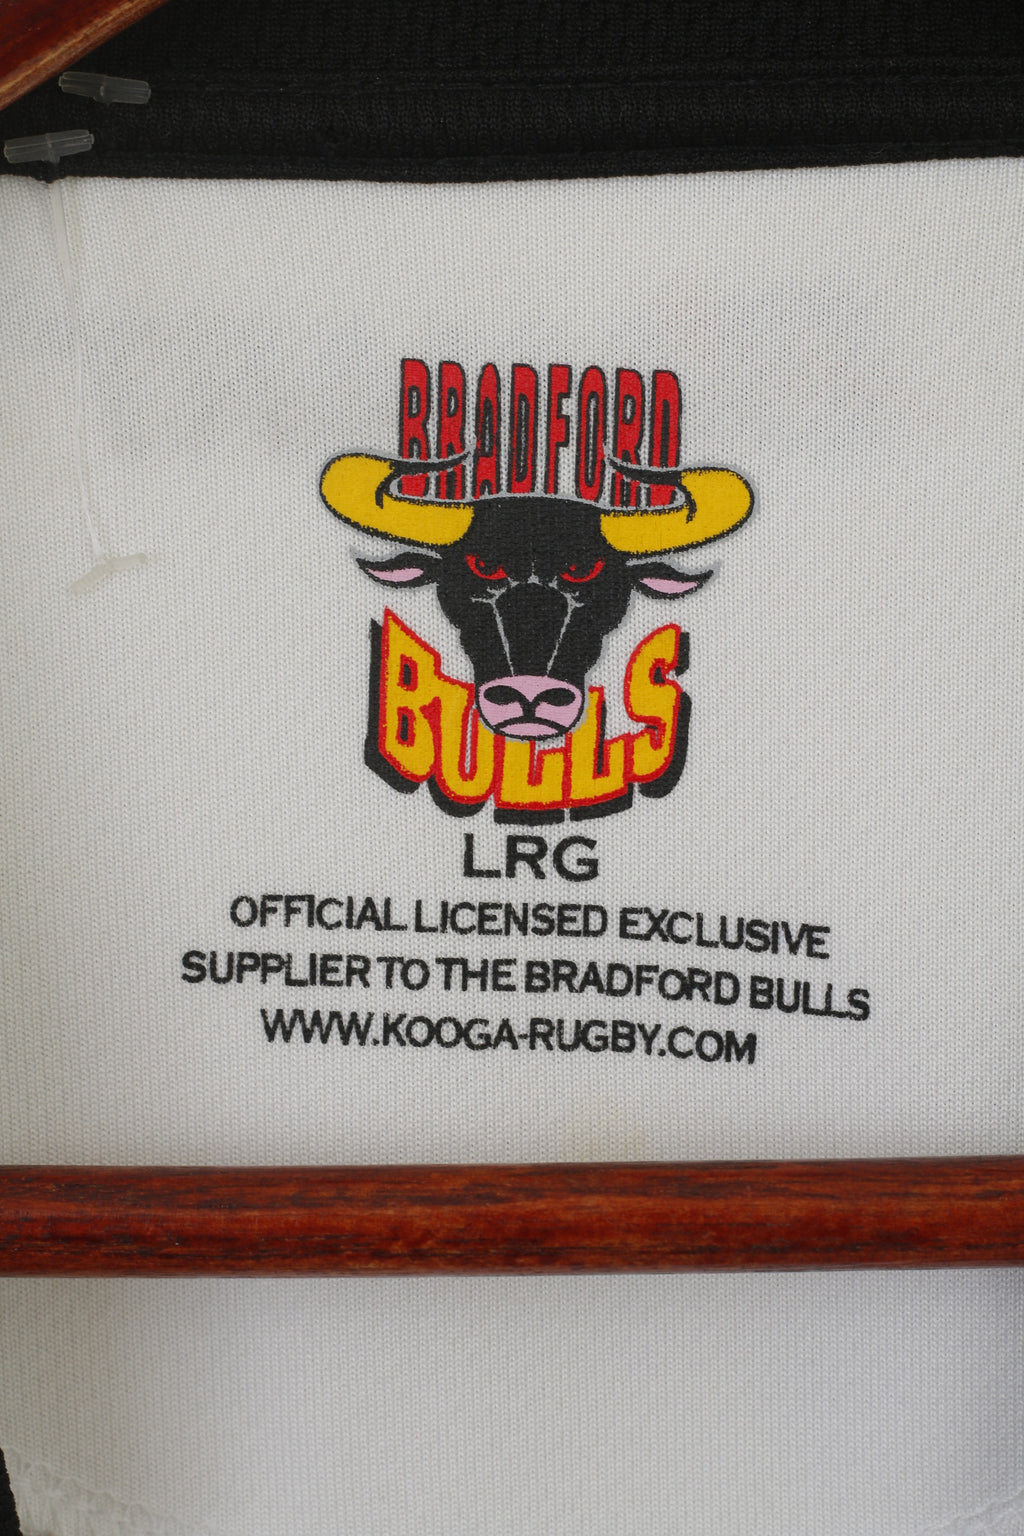 BRADFORD
BULLS
LRG
OFFICIAL LICENSED EXCLUSIVE
SUPPLIER TO THE BRADFORD BULLS
WWW.KOOGA-RUGBY.COM